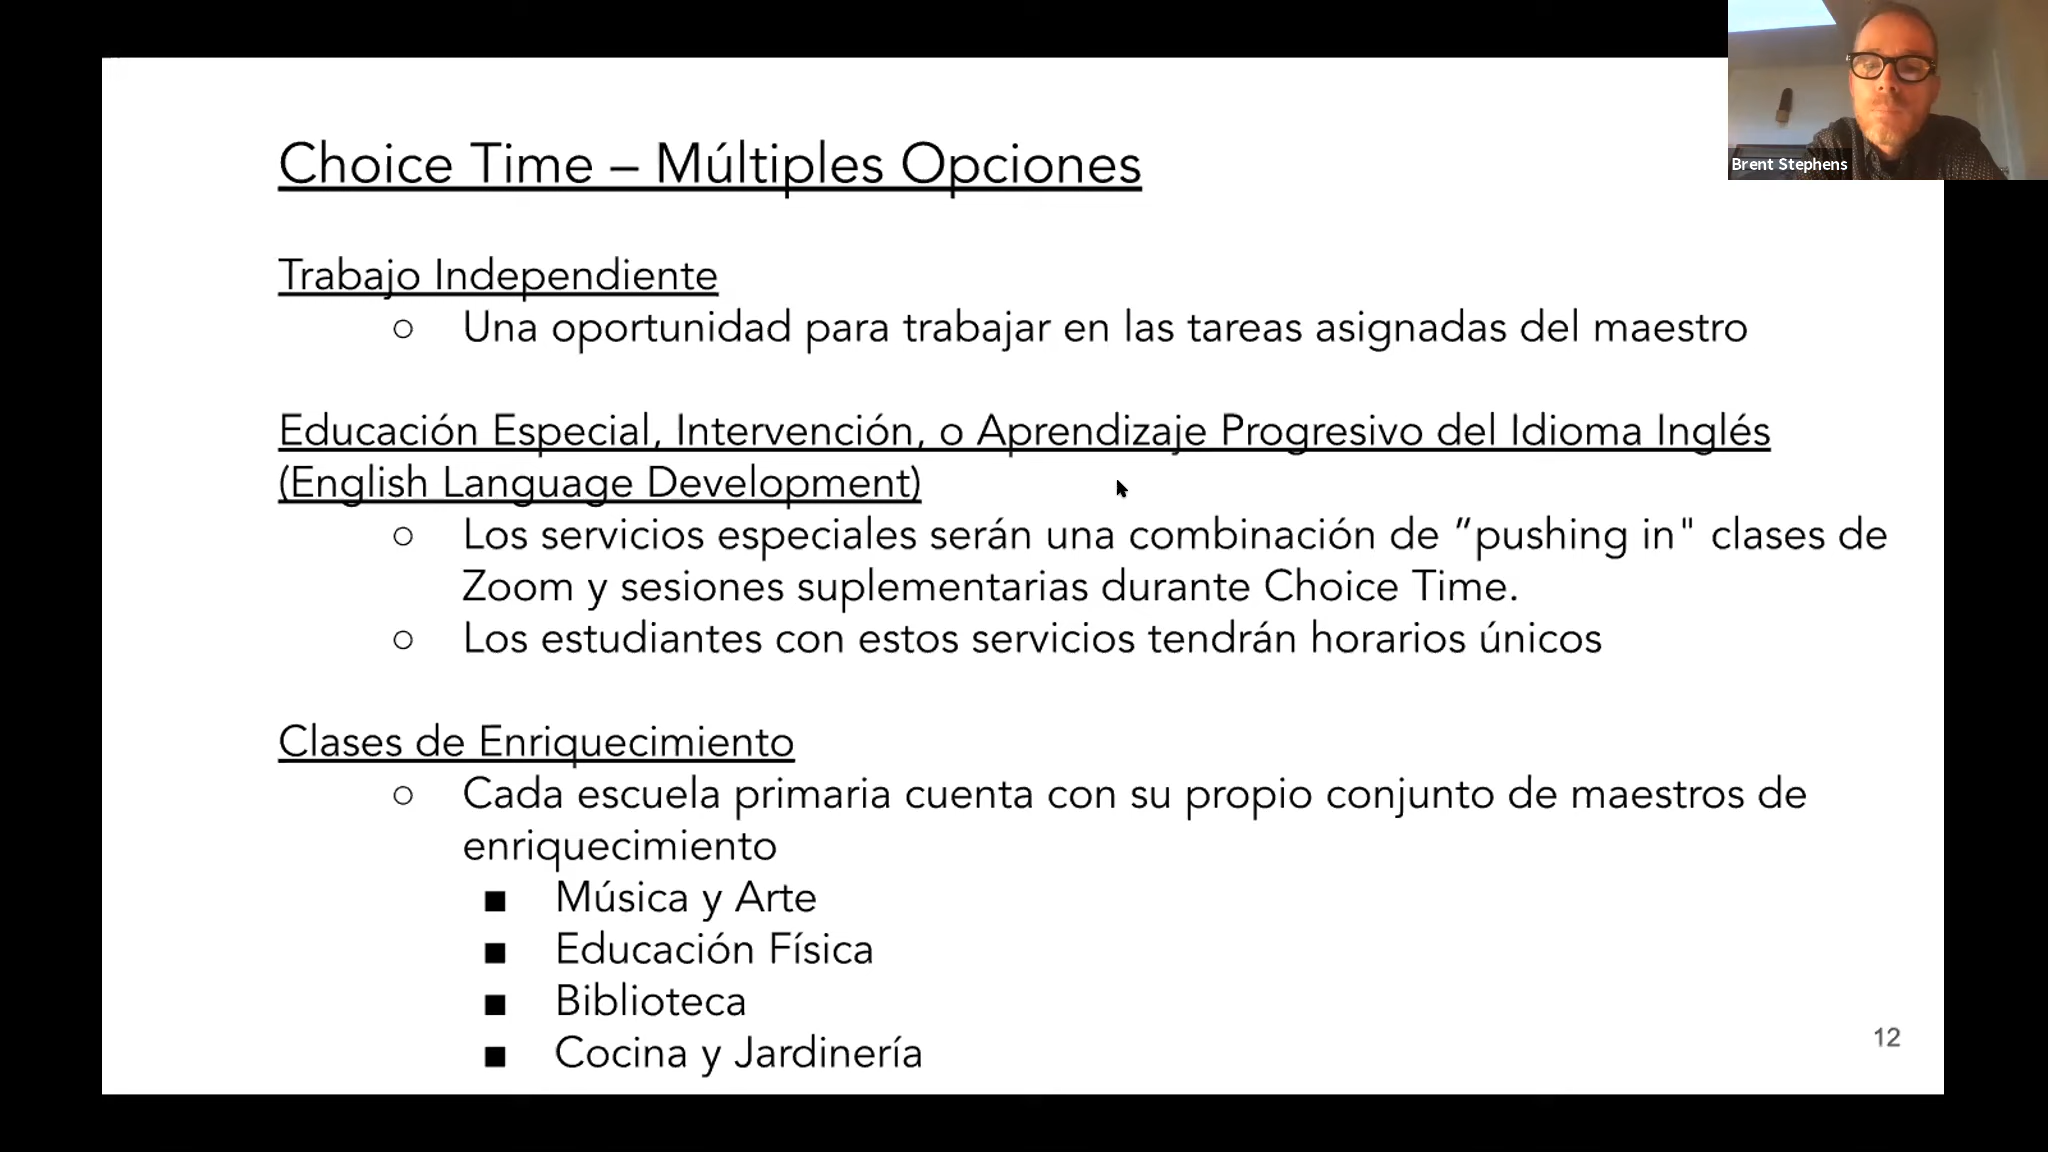 Choice Time – Múltiples Opciones
Brent Stephens
Trabajo Independiente
○ Una oportunidad para trabajar en las tareas asignadas del maestro
Educación Especial, Intervención, o Aprendizaje Progresivo del Idioma Inglés
(English Language Development)
○ Los servicios especiales serán una combinación de ”pushing in" clases de
Zoom y sesiones suplementarias durante Choice Time.
○ Los estudiantes con estos servicios tendrán horarios únicos
Clases de Enriquecimiento
○ Cada escuela primaria cuenta con su propio conjunto de maestros de
enriquecimiento
■ Música y Arte
■ Educación Física
■ Biblioteca
■ Cocina y Jardinería
12